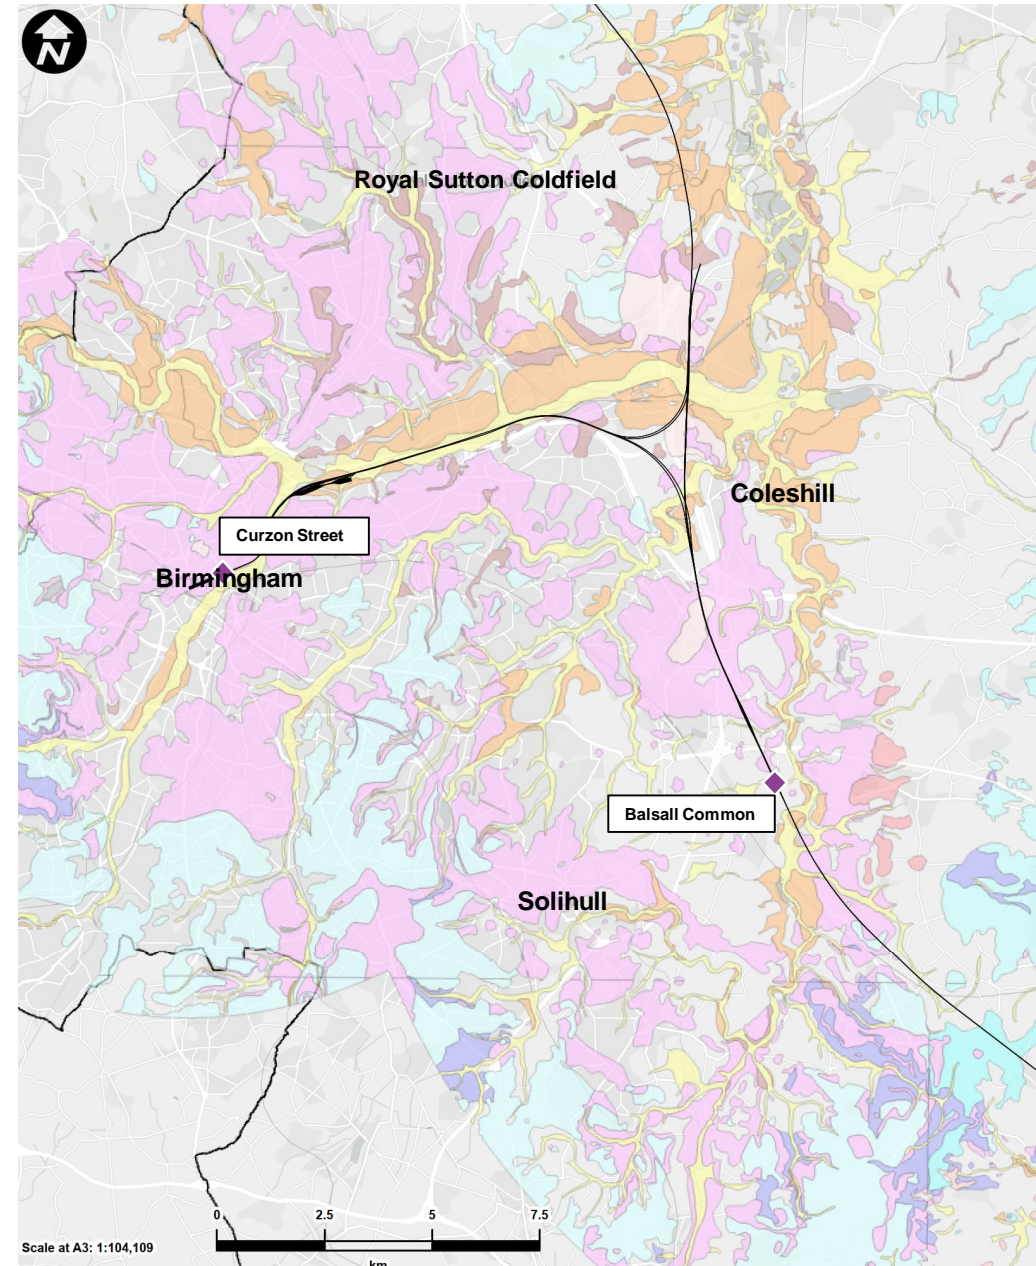 N
Royal Sutton Coldfield
Coleshill
Curzon Street
Birmingham
Balsall Common
Solihull
0 2.5 5 7.5
Scale at A3: 1:104,109
km